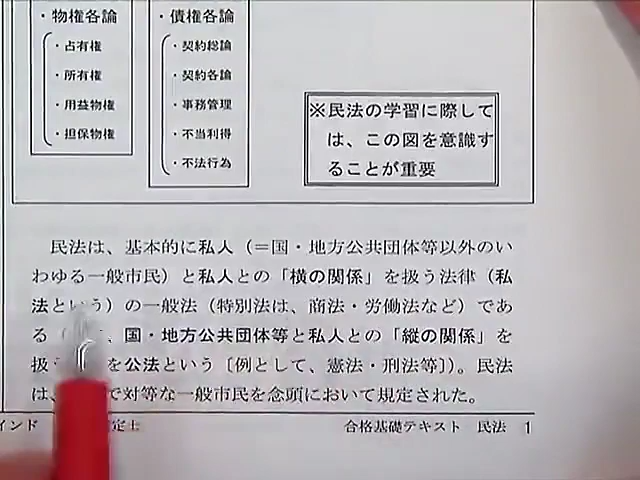 ・物権各論
・占有権
・所有権
・用益物権
・担保物権
・債権各論
・契約総論
・契約各論
・事務管理
・不当利得
・不法行為
※民法の学習に際して
は、この図を意識す
ることが重要
民法は、基本的に私人（＝国・地方公共団体等以外のい
わゆる一般市民）と私人との「横の関係」を扱う法律（私
法という）の一般法（特別法は、商法・労働法など）であ
る（、国・地方公共団体等と私人との「縦の関係」を
扱を公法という〔例として、憲法・刑法等〕）。民法
は、で対等な一般市民を念頭において規定された。
インド 定士 合格基礎テキスト 民法 1